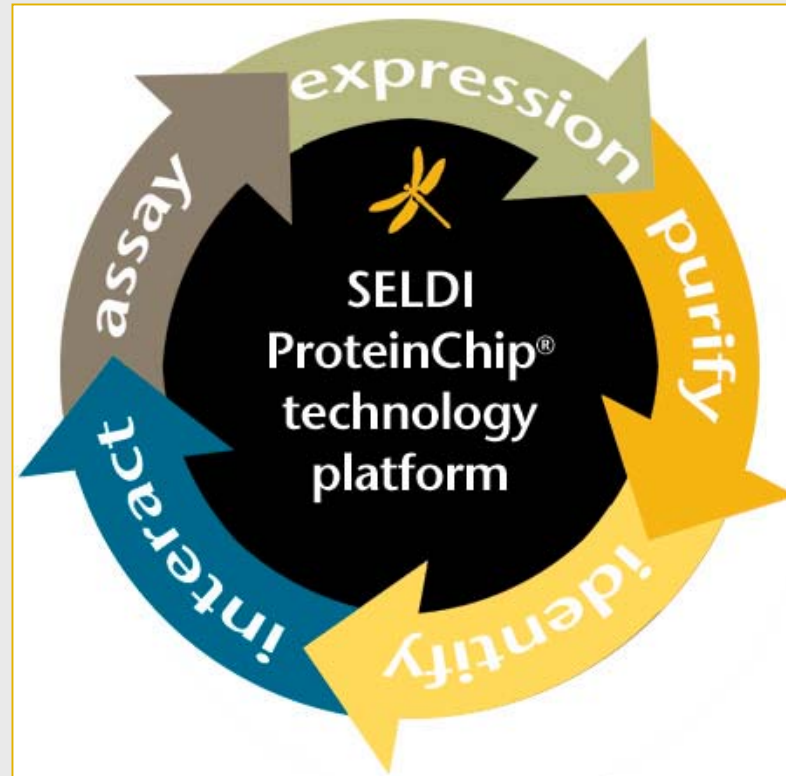 expression
purify
identify
interact
assay
SELDI
ProteinChip®
technology
platform